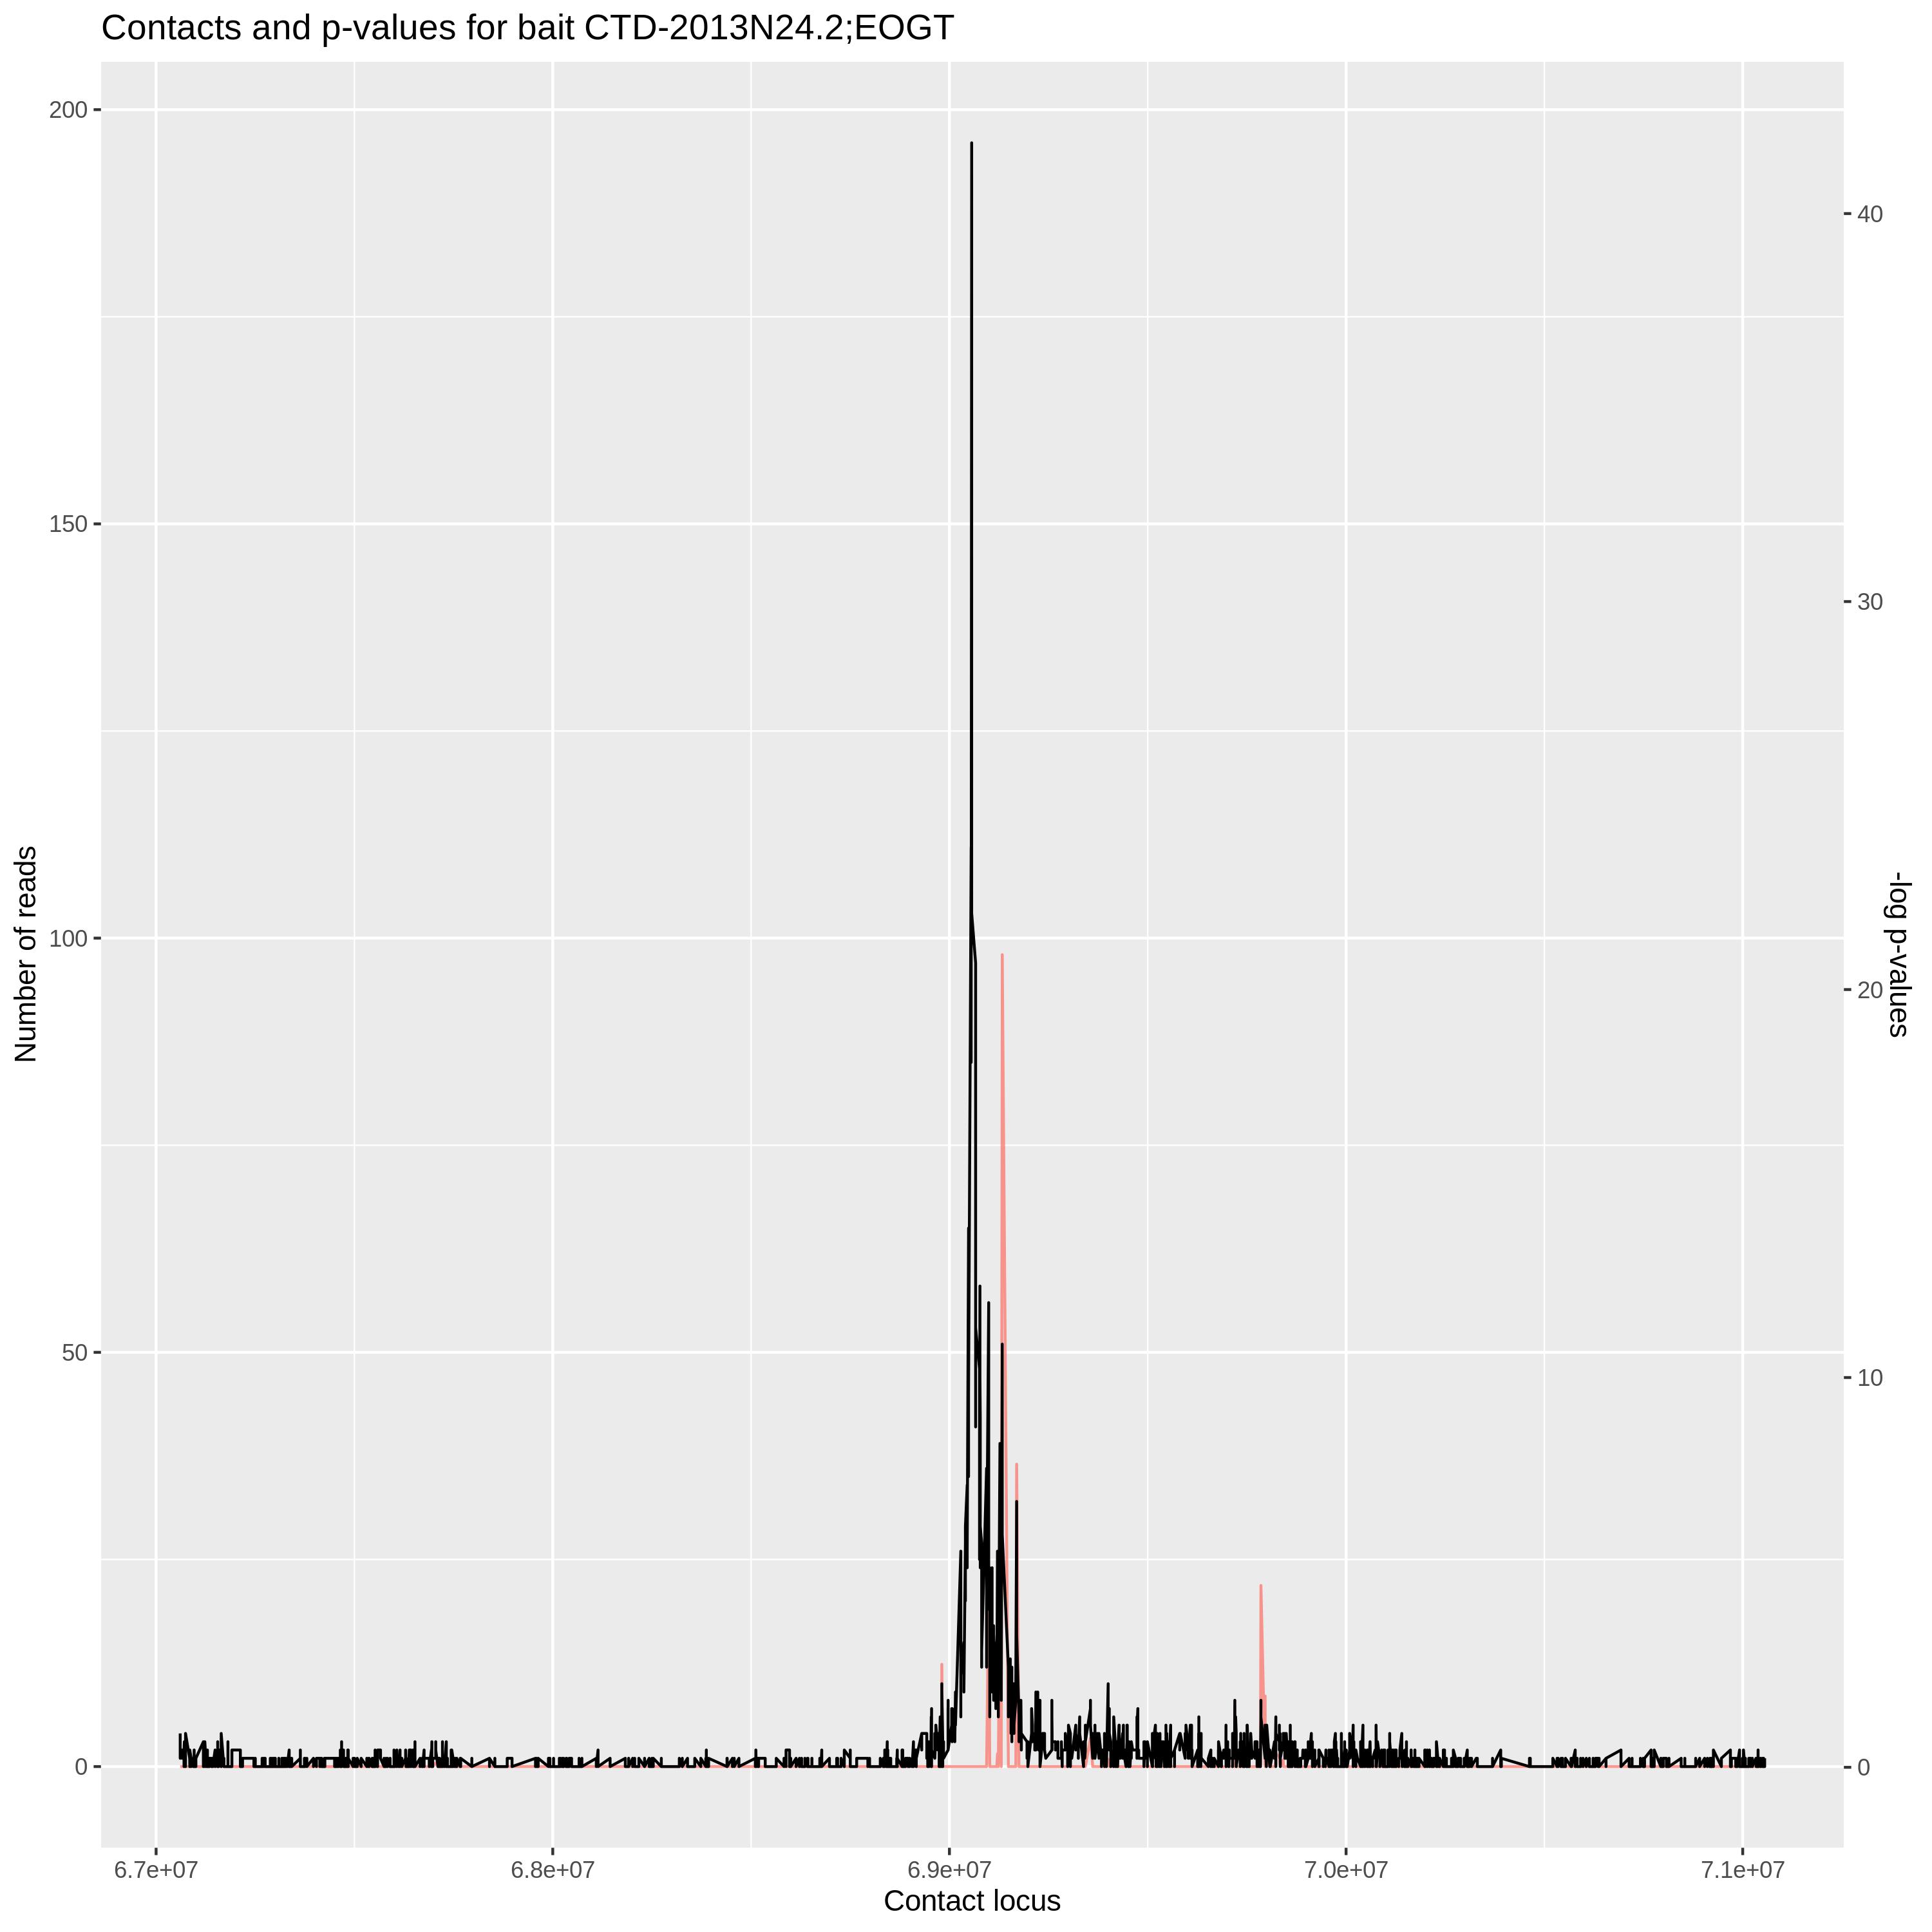 Contacts and p-values for bait CTD-2013N24.2;EOGT
200
150
100
50
0
Number of reads
40
30
20
10
0
-log p-values
6.7e+07
6.8e+07
6.9e+07
7.0e+07
7.1e+07
Contact locus